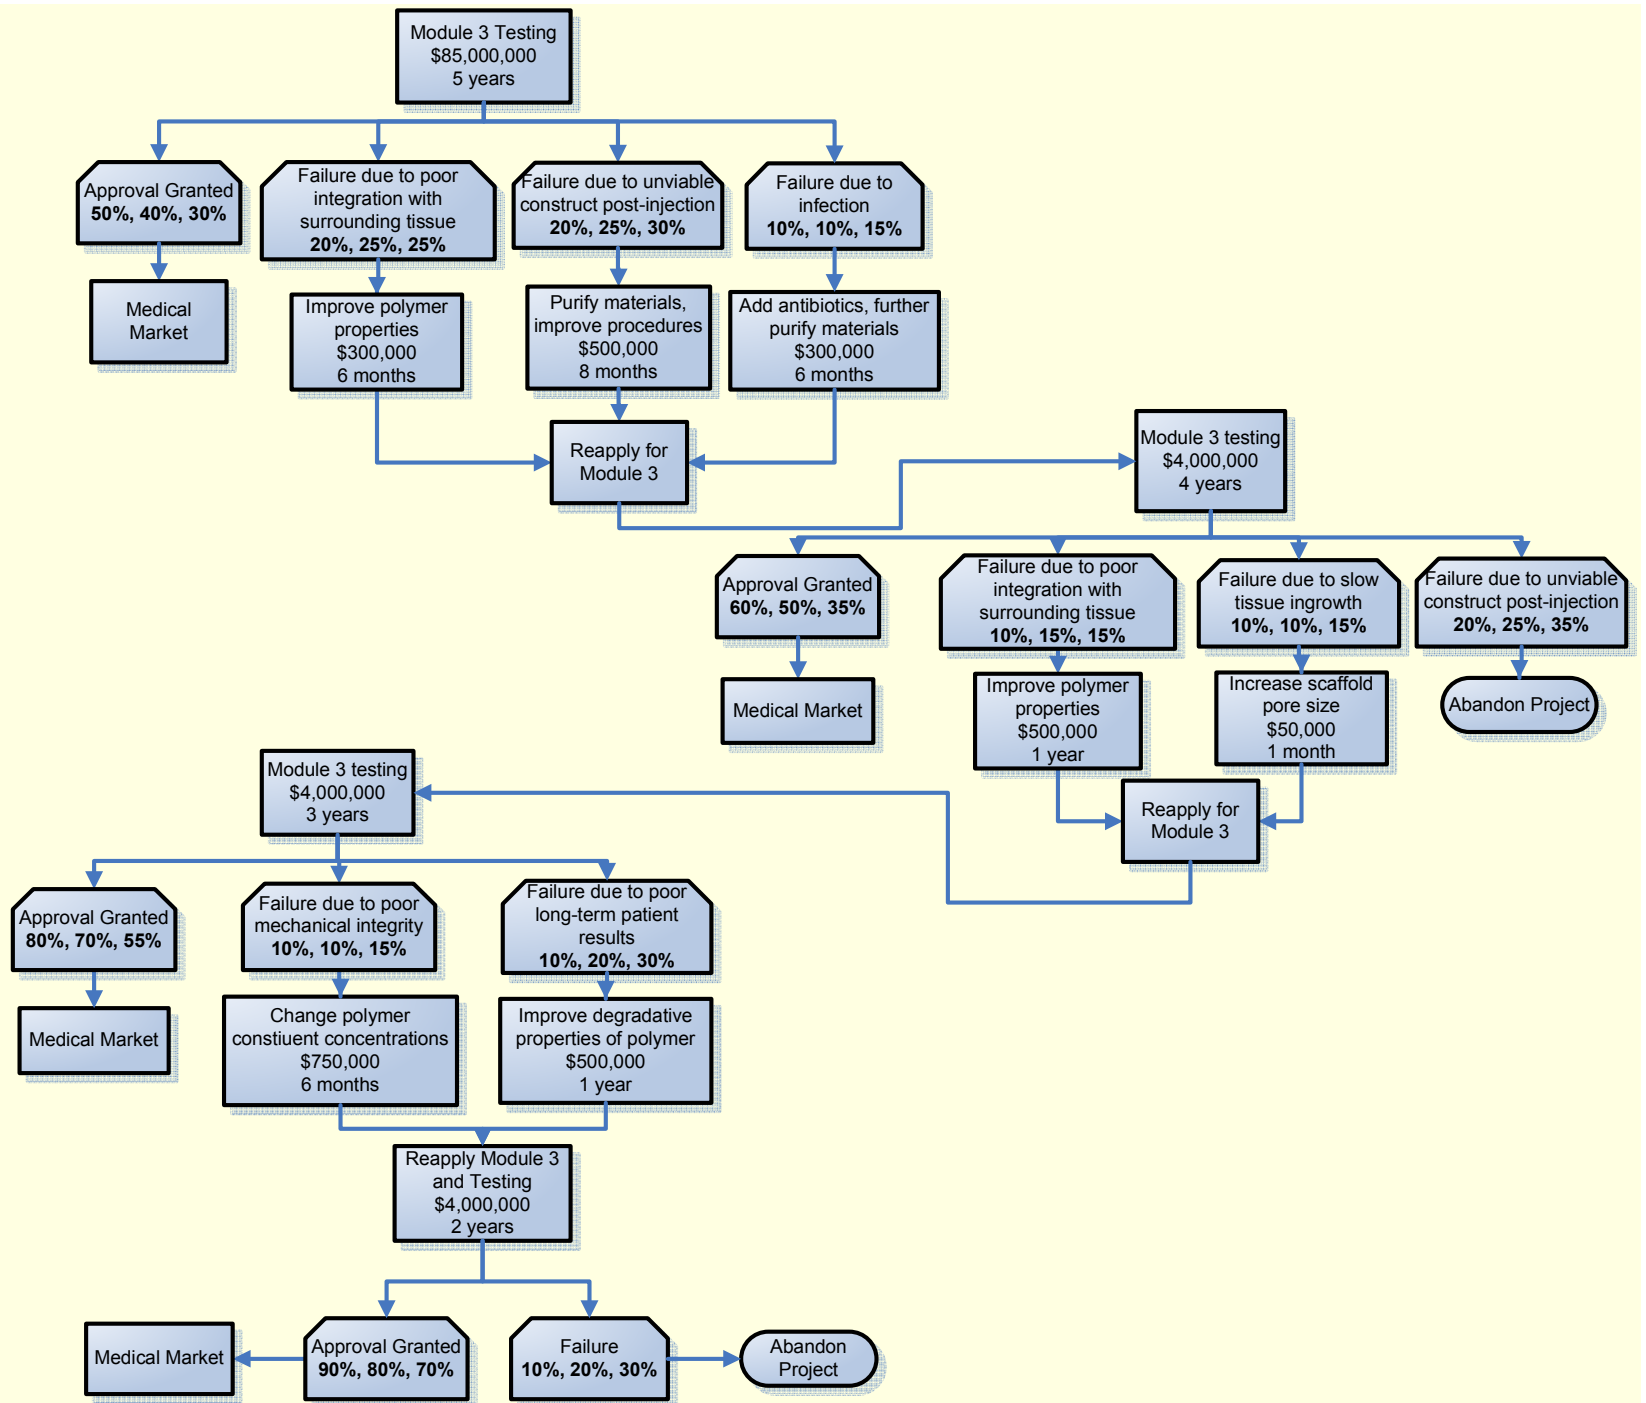 Module 3 Testing
$85,000,000
5 years
Approval Granted
50%, 40%, 30%
Failure due to poor
integration with
surrounding tissue
20%, 25%, 25%
Failure due to unviable
construct post-injection
20%, 25%, 30%
Failure due to
infection
10%, 10%, 15%
Medical
Market
Improve polymer
properties
$300,000
6 months
Purify materials,
improve procedures
$500,000
8 months
Add antibiotics, further
purify materials
$300,000
6 months
Reapply for
Module 3
Module 3 testing
$4,000,000
4 years
Approval Granted
60%, 50%, 35%
Failure due to poor
integration with
surrounding tissue
10%, 15%, 15%
Failure due to slow
tissue ingrowth
10%, 10%, 15%
Failure due to unviable
construct post-injection
20%, 25%, 35%
Medical Market
Improve polymer
properties
$500,000
1 year
Increase scaffold
pore size
$50,000
1 month
Abandon Project
Reapply for
Module 3
Module 3 testing
$4,000,000
3 years
Approval Granted
80%, 70%, 55%
Failure due to poor
mechanical integrity
10%, 10%, 15%
Failure due to poor
long-term patient
results
10%, 20%, 30%
Medical Market
Change polymer
constiuent concentrations
$750,000
6 months
Improve degradative
properties of polymer
$500,000
1 year
Reapply Module 3
and Testing
$4,000,000
2 years
Medical Market
Approval Granted
90%, 80%, 70%
Failure
10%, 20%, 30%
Abandon
Project